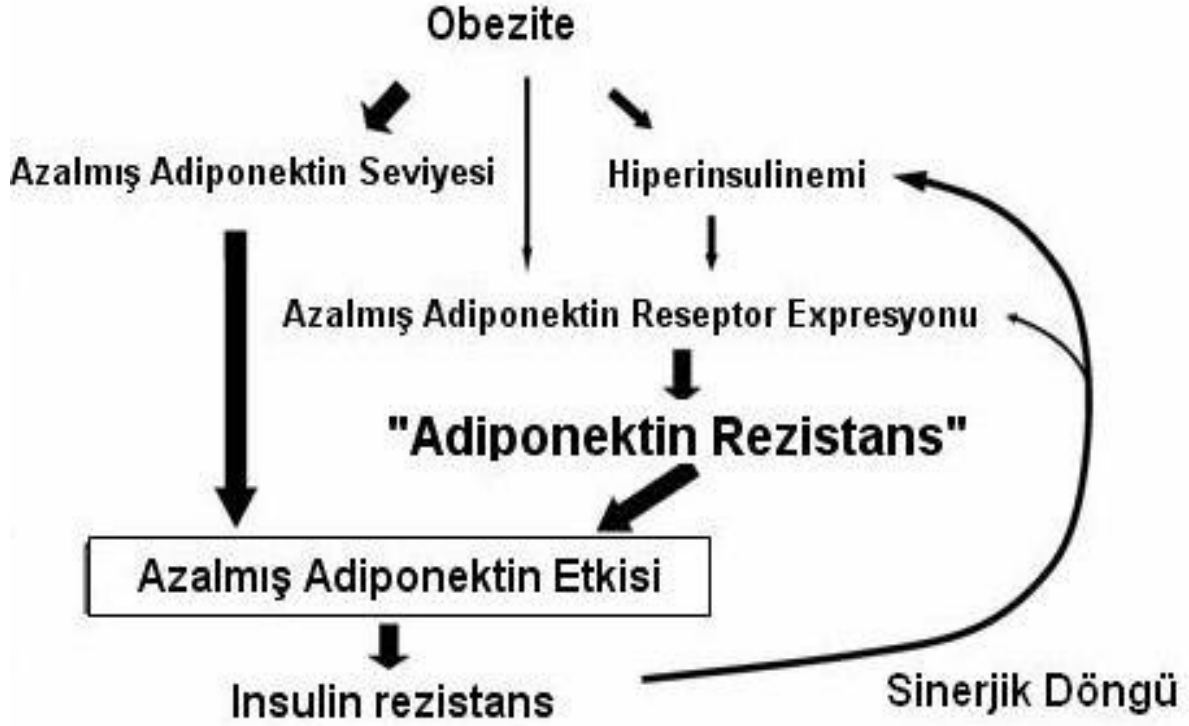 Obezite
Azalmış Adiponektin Seviyesi
Hiperinsulinemi
Azalmış Adiponektin Reseptor Expresyonu
"Adiponektin Rezistans"
Azalmış Adiponektin Etkisi
Insulin rezistans
Sinerjik Döngü